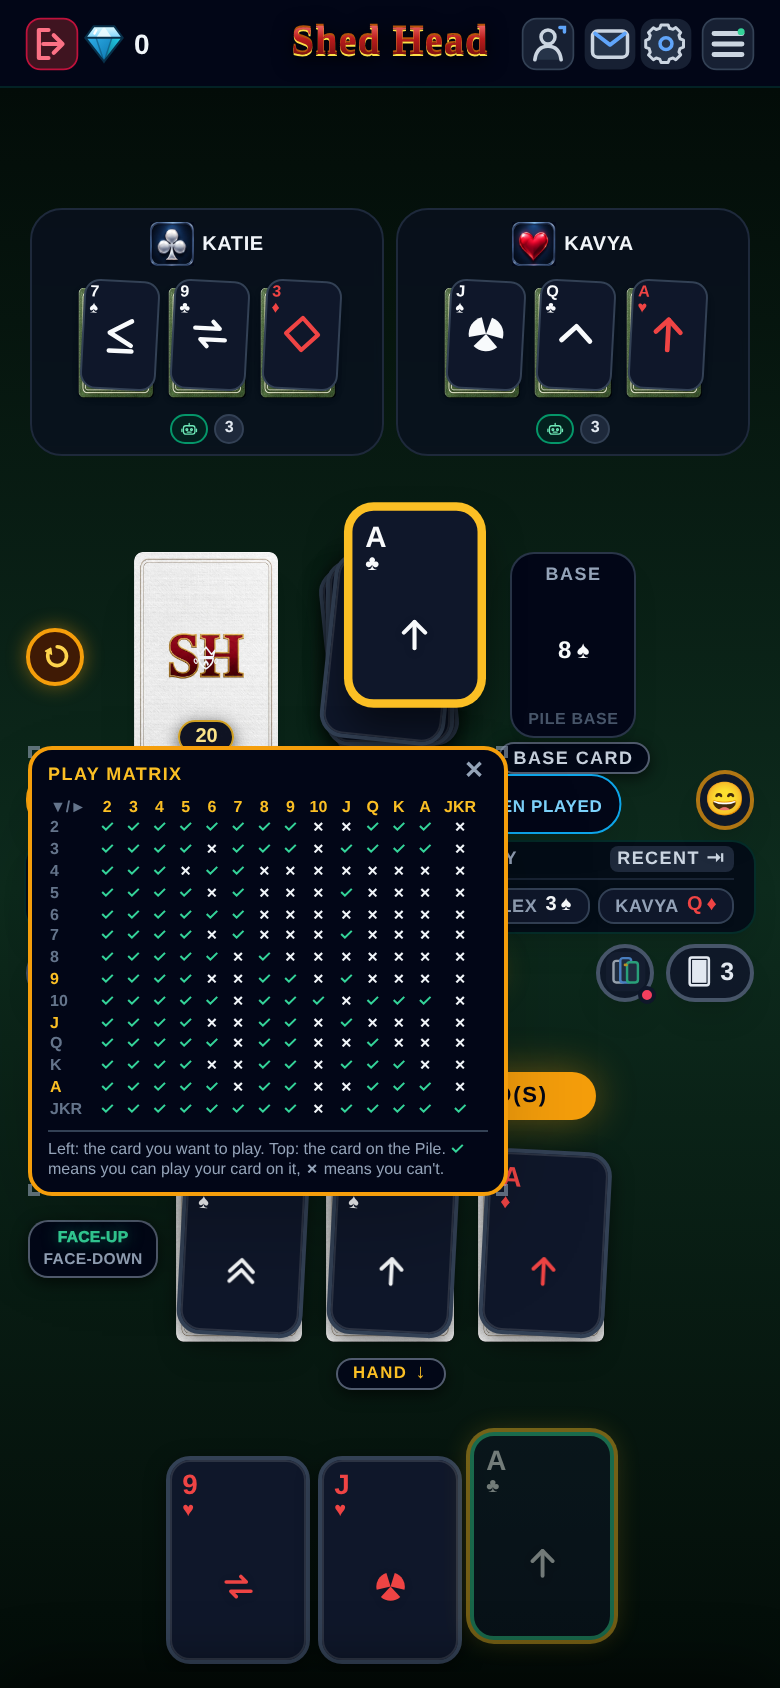 0
Shed Head
KATIE
KAVYA
7
♠
9
♣
3
♦
J
♠
Q
♣
A
♥
3
3
A
♣
BASE
8 ♠
PILE BASE
SH
20
BASE CARD
PLAY MATRIX
▼/► 2 3 4 5 6 7 8 9 10 J Q K A JKR
2 ✓ ✓ ✓ ✓ ✓ ✓ ✓ ✓ × × ✓ ✓ ✓ ×
3 ✓ ✓ ✓ ✓ × ✓ ✓ ✓ × ✓ ✓ ✓ ✓ ×
4 ✓ ✓ ✓ × ✓ ✓ × × × × × × × ×
5 ✓ ✓ ✓ ✓ × ✓ × × × ✓ × × × ×
6 ✓ ✓ ✓ ✓ ✓ ✓ × × × × × × × ×
7 ✓ ✓ ✓ ✓ × ✓ × × × ✓ × × × ×
8 ✓ ✓ ✓ ✓ ✓ × ✓ × × × × × × ×
9 ✓ ✓ ✓ ✓ × × ✓ ✓ × ✓ × × × ×
10 ✓ ✓ ✓ ✓ ✓ × ✓ ✓ ✓ × ✓ ✓ ✓ ×
J ✓ ✓ ✓ ✓ × × ✓ ✓ × ✓ × × × ×
Q ✓ ✓ ✓ ✓ ✓ × ✓ ✓ × × ✓ × × ×
K ✓ ✓ ✓ ✓ × × ✓ ✓ × ✓ ✓ ✓ × ×
A ✓ ✓ ✓ ✓ ✓ × ✓ ✓ × × ✓ ✓ ✓ ×
JKR ✓ ✓ ✓ ✓ ✓ ✓ ✓ ✓ × ✓ ✓ ✓ ✓ ✓
Left: the card you want to play. Top: the card on the Pile. ✓
means you can play your card on it, × means you can't.
EN PLAYED
Y
RECENT
LEX 3 ♠
KAVYA Q ♦
3
(S)
♠
♠
A
♦
FACE-UP
FACE-DOWN
HAND ↓
9
♥
J
♥
A
♣